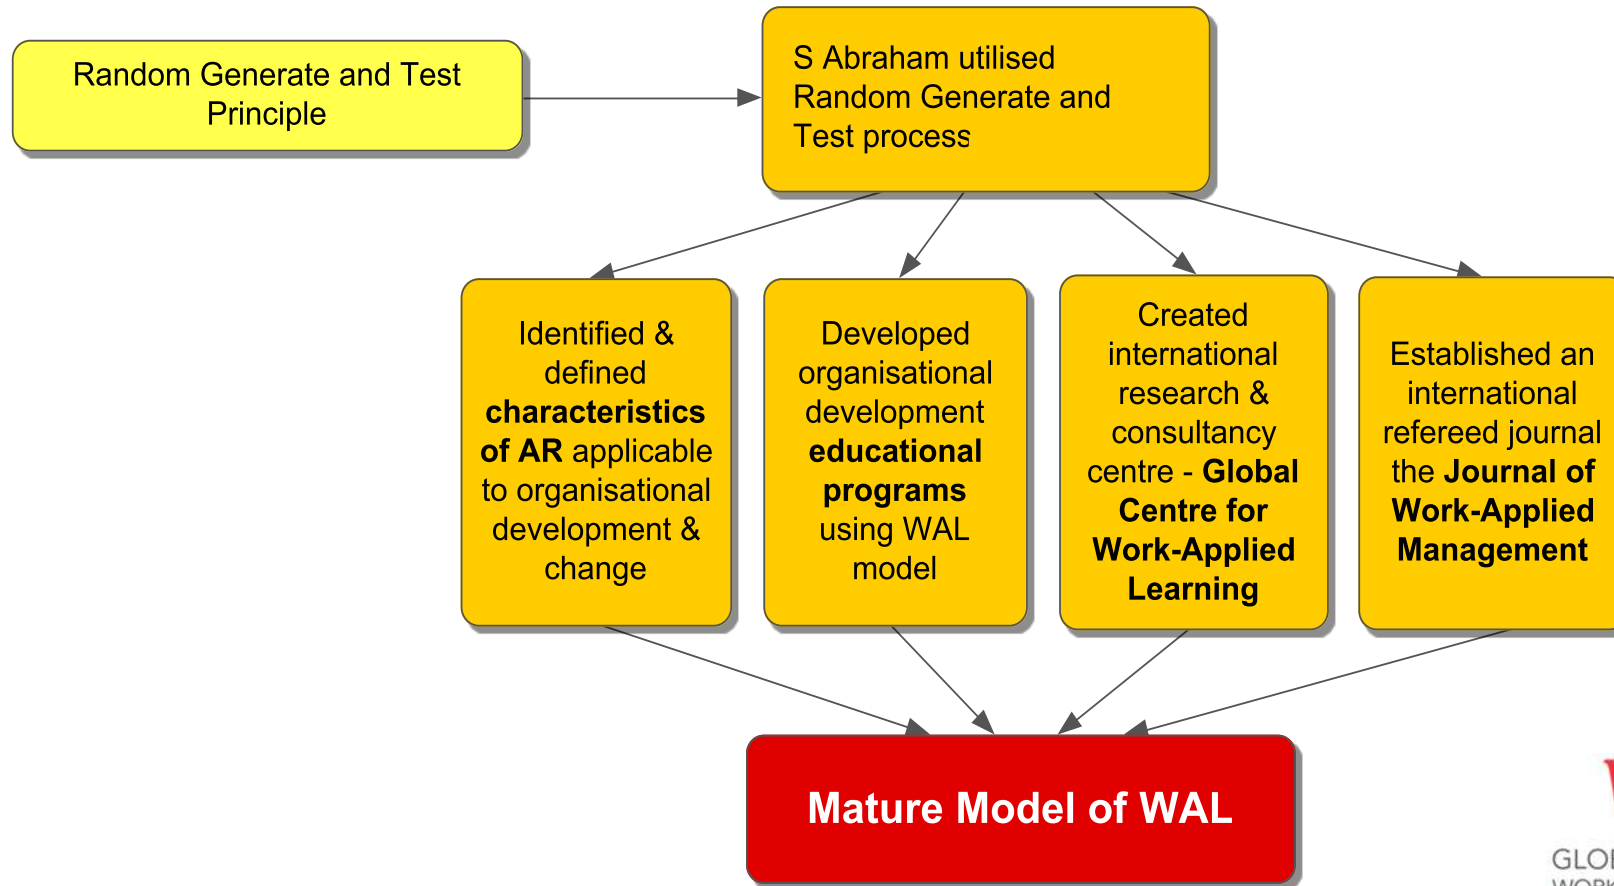 Random Generate and Test
Principle
S Abraham utilised
Random Generate and
Test process
Identified &
defined
characteristics
of AR applicable
to organisational
development &
change
Developed
organisational
development
educational
programs
using WAL
model
Created
international
research &
consultancy
centre - Global
Centre for
Work-Applied
Learning
Established an
international
refereed journal
the Journal of
Work-Applied
Management
Mature Model of WAL